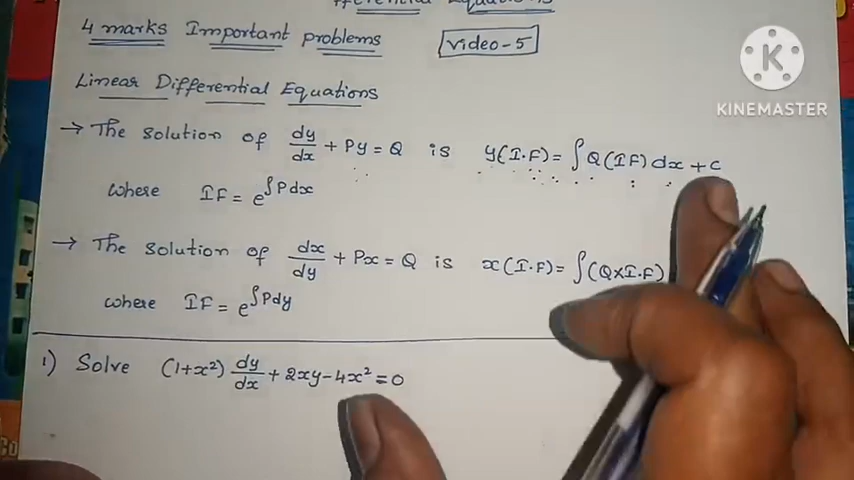 4 marks Important problems video-5
K
KINEMASTER
Linear Differential Equations
→ The solution of dy/dx + Py = Q is y(I.F) = ∫Q(IF) dx + c
where IF = e^∫Pdx
→ The solution of dx/dy + Px = Q is x(I.F) = ∫(Q×I.F)
where IF = e^∫Pdy
1) Solve (1+x²) dy/dx + 2xy - 4x² = 0